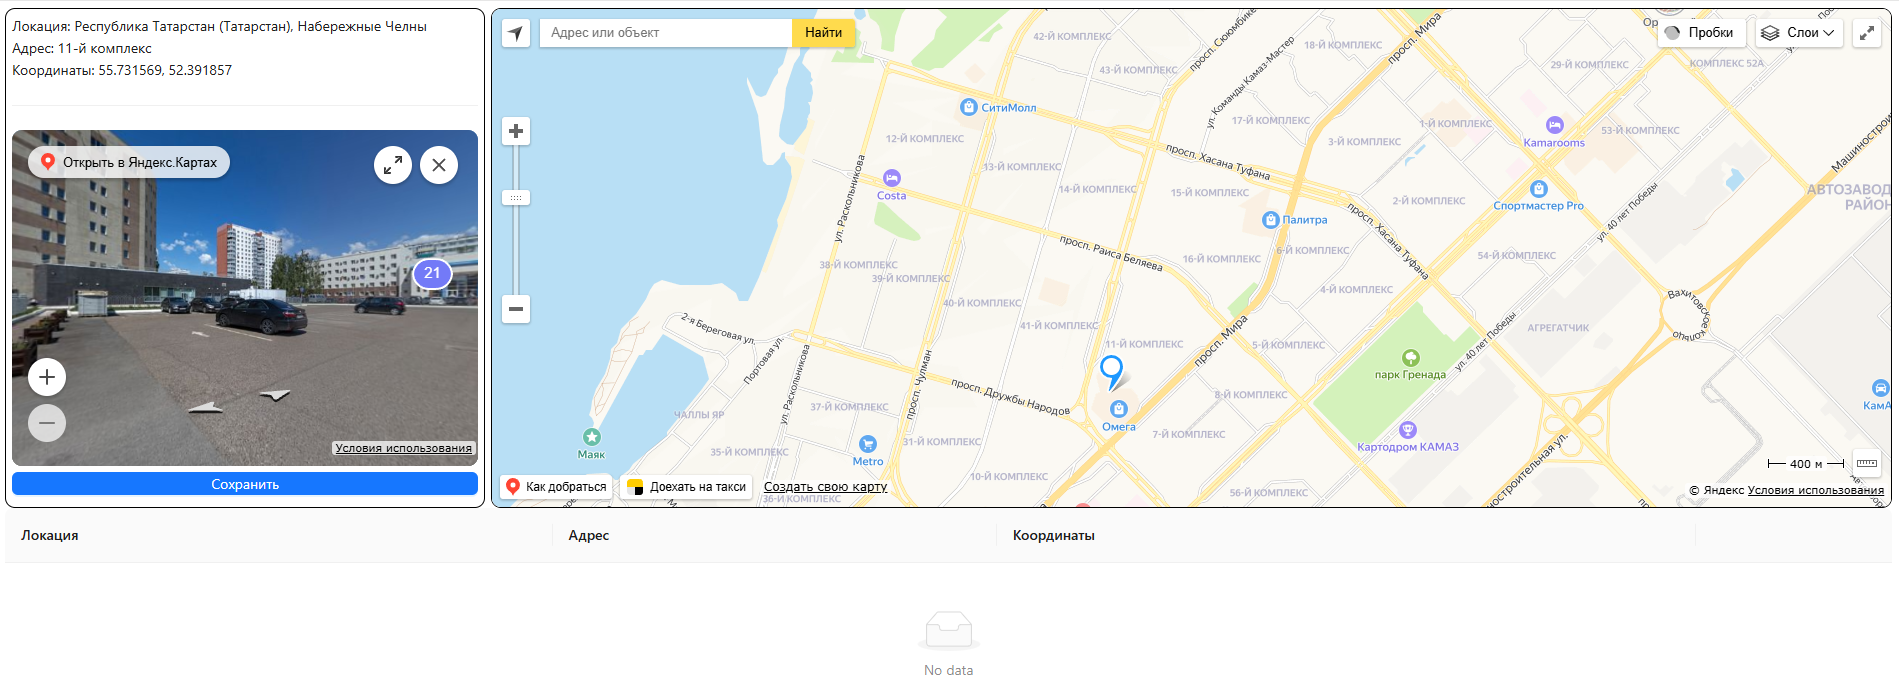 Локация: Республика Татарстан (Татарстан), Набережные Челны
Адрес: 11-й комплекс
Координаты: 55.731569, 52.391857
Открыть в Яндекс.Картах
21
Условия использования
Сохранить
Адрес или объект
Найти
Пробки
Слои
42-Й КОМПЛЕКС
просп. Сююмбике
18-Й КОМПЛЕКС
просп. Мира
43-Й КОМПЛЕКС
ул. Команды Камаз-Мастер
29-Й КОМПЛЕКС
КОМПЛЕКС 52А
СитиМолл
12-Й КОМПЛЕКС
17-Й КОМПЛЕКС
1-Й КОМПЛЕКС
53-Й КОМПЛЕКС
Kamarooms
3-Й КОМПЛЕКС
просп. Хасана Туфана
13-Й КОМПЛЕКС
14-Й КОМПЛЕКС
15-Й КОМПЛЕКС
2-Й КОМПЛЕКС
Costa
ул. Раскольникова
Палитра
Спортмастер Pro
АВТОЗАВОД
РАЙОН
просп. Хасана Туфана
ул. 40 лет Победы
просп. Раиса Беляева
6-Й КОМПЛЕКС
16-Й КОМПЛЕКС
54-Й КОМПЛЕКС
38-Й КОМПЛЕКС
39-Й КОМПЛЕКС
4-Й КОМПЛЕКС
40-Й КОМПЛЕКС
41-Й КОМПЛЕКС
2-я Береговая ул.
Портовая ул.
ул. Раскольникова
просп. Чулман
11-Й КОМПЛЕКС
просп. Мира
5-Й КОМПЛЕКС
АГРЕГАТЧИК
Вахитовское кольцо
ул. 40 лет Победы
парк Гренада
просп. Дружбы Народов
8-Й КОМПЛЕКС
КамА
37-Й КОМПЛЕКС
ЧАЛЛЫ ЯР
Омега
7-Й КОМПЛЕКС
Картодром КАМАЗ
Маяк
35-Й КОМПЛЕКС
Metro
31-Й КОМПЛЕКС
10-Й КОМПЛЕКС
56-Й КОМПЛЕКС
36-Й КОМПЛЕКС
400 м
Как добраться
Доехать на такси
Создать свою карту
© Яндекс Условия использования
Локация
Адрес
Координаты
No data